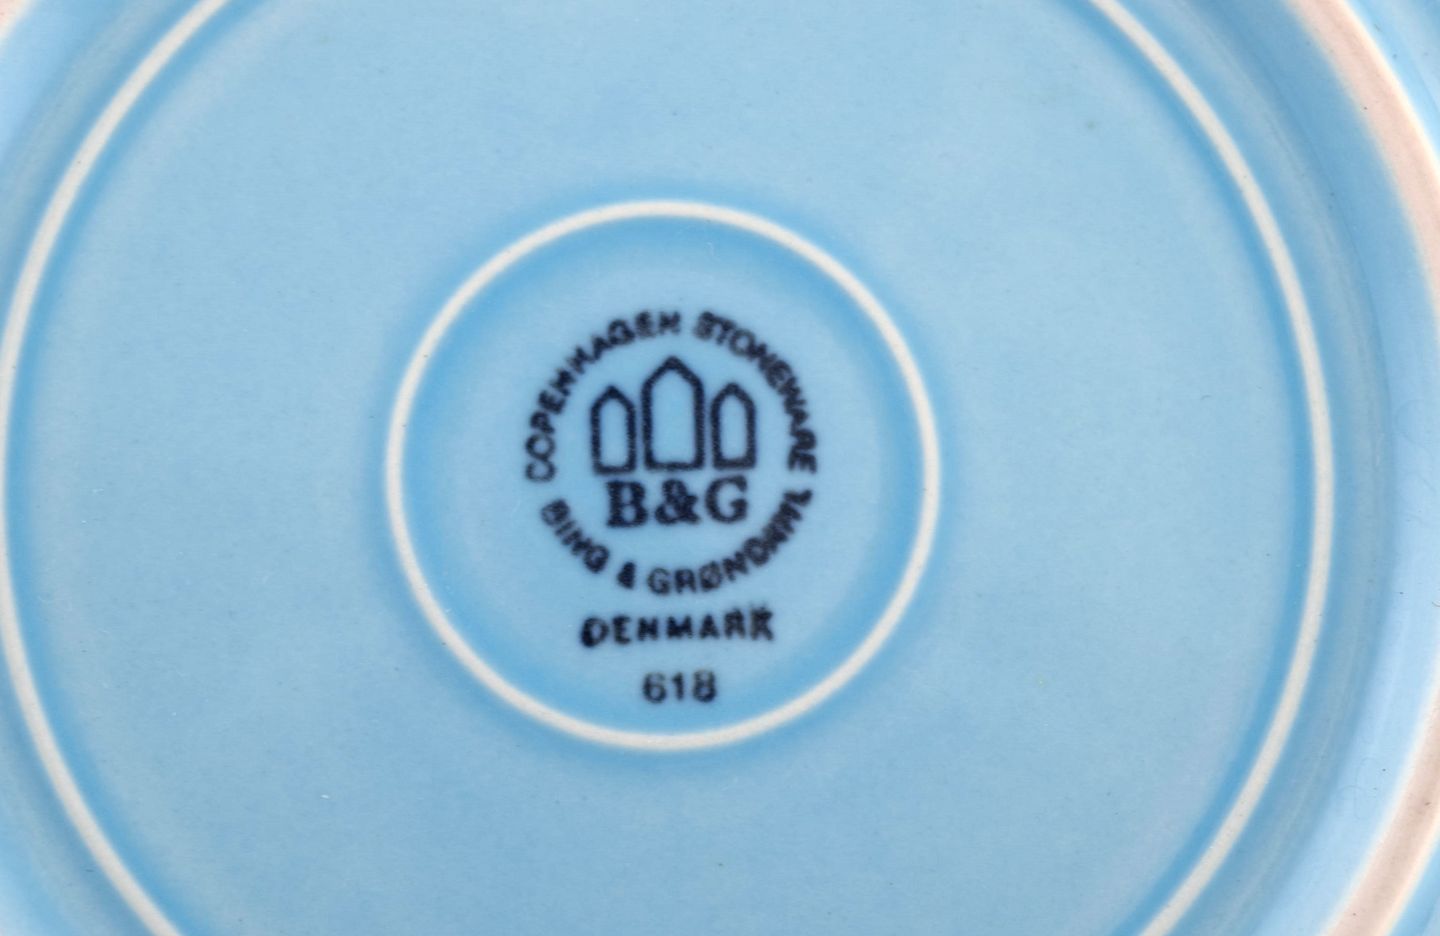 COPENHAGEN STONEWARE
B&G
BING & GRØNDAHL
DENMARK
618